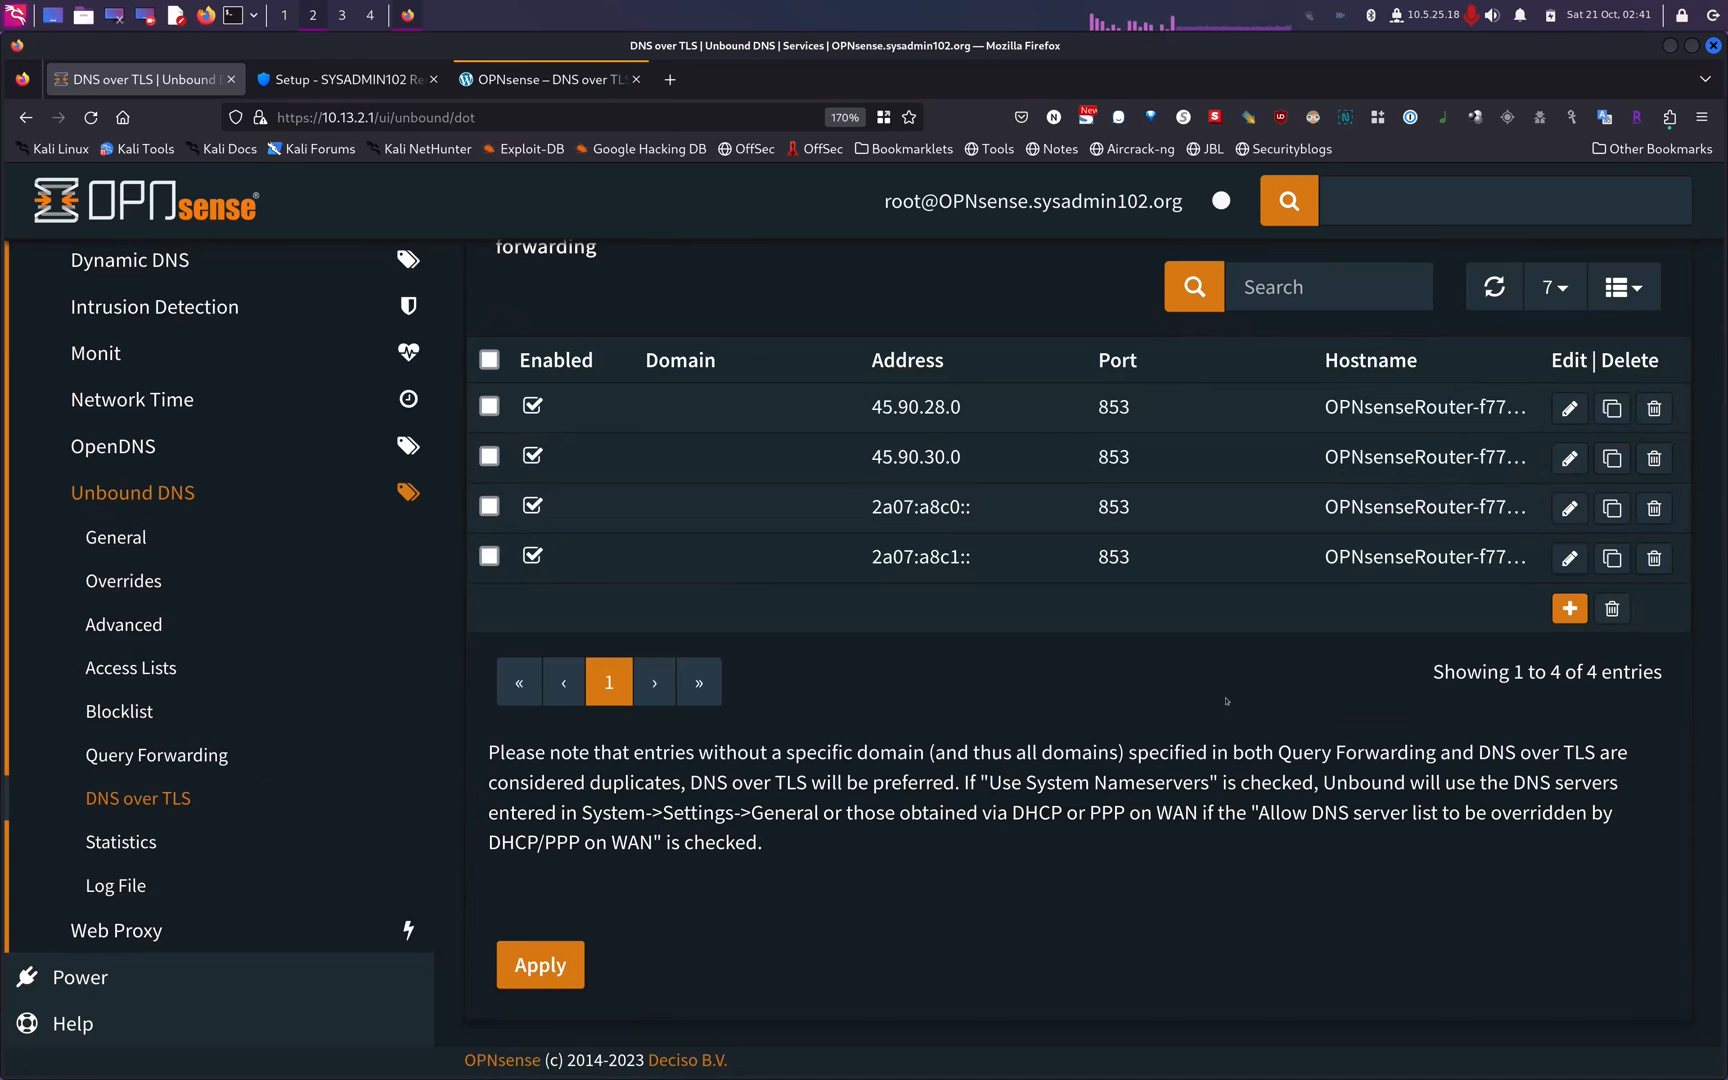 1 2 3 4 10.5.25.18 Sat 21 Oct, 02:41
DNS over TLS | Unbound DNS | Services | OPNsense.sysadmin102.org — Mozilla Firefox
DNS over TLS | Unbound D Setup - SYSADMIN102 Re OPNsense – DNS over TLS
https://10.13.2.1/ui/unbound/dot 170% New
Kali Linux Kali Tools Kali Docs Kali Forums Kali NetHunter Exploit-DB Google Hacking DB OffSec OffSec Bookmarklets Tools Notes Aircrack-ng JBL Securityblogs Other Bookmarks
OPNsense® root@OPNsense.sysadmin102.org
forwarding
Search 7
Dynamic DNS
Intrusion Detection
Monit
Network Time
OpenDNS
Unbound DNS
General
Overrides
Advanced
Access Lists
Blocklist
Query Forwarding
DNS over TLS
Statistics
Log File
Web Proxy
Power
Help
Enabled Domain Address Port Hostname Edit | Delete
45.90.28.0 853 OPNsenseRouter-f77...
45.90.30.0 853 OPNsenseRouter-f77...
2a07:a8c0:: 853 OPNsenseRouter-f77...
2a07:a8c1:: 853 OPNsenseRouter-f77...
« ‹ 1 › »
Showing 1 to 4 of 4 entries
Please note that entries without a specific domain (and thus all domains) specified in both Query Forwarding and DNS over TLS are
considered duplicates, DNS over TLS will be preferred. If "Use System Nameservers" is checked, Unbound will use the DNS servers
entered in System->Settings->General or those obtained via DHCP or PPP on WAN if the "Allow DNS server list to be overridden by
DHCP/PPP on WAN" is checked.
Apply
OPNsense (c) 2014-2023 Deciso B.V.